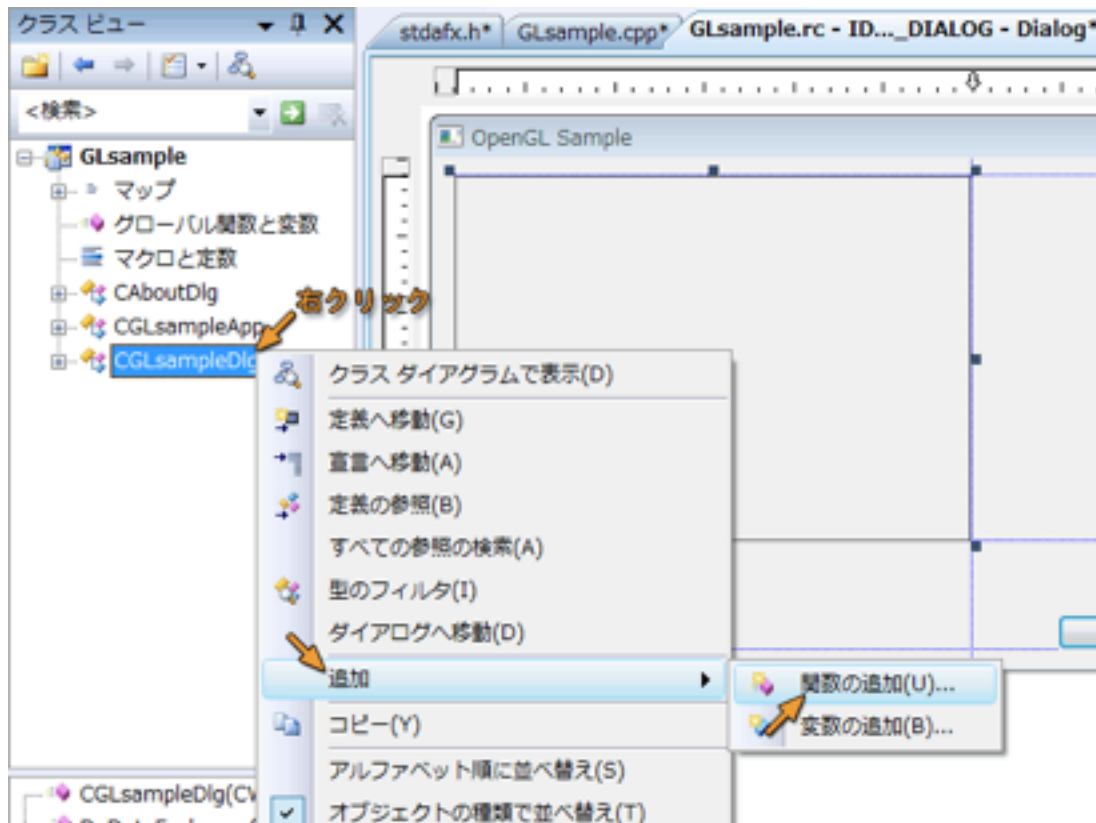 クラス ビュー
stdafx.h* GLsample.cpp* GLsample.rc - ID..._DIALOG - Dialog*
<検索>
OpenGL Sample
GLsample
マップ
グローバル関数と変数
マクロと定数
CAboutDlg
右クリック
CGLsampleApp
CGLsampleDlg
クラス ダイアグラムで表示(D)
定義へ移動(G)
宣言へ移動(A)
定義の参照(B)
すべての参照の検索(A)
型のフィルタ(I)
ダイアログへ移動(D)
追加
関数の追加(U)...
コピー(Y)
変数の追加(B)...
アルファベット順に並べ替え(S)
CGLsampleDlg(CW
オブジェクトの種類で並べ替え(T)